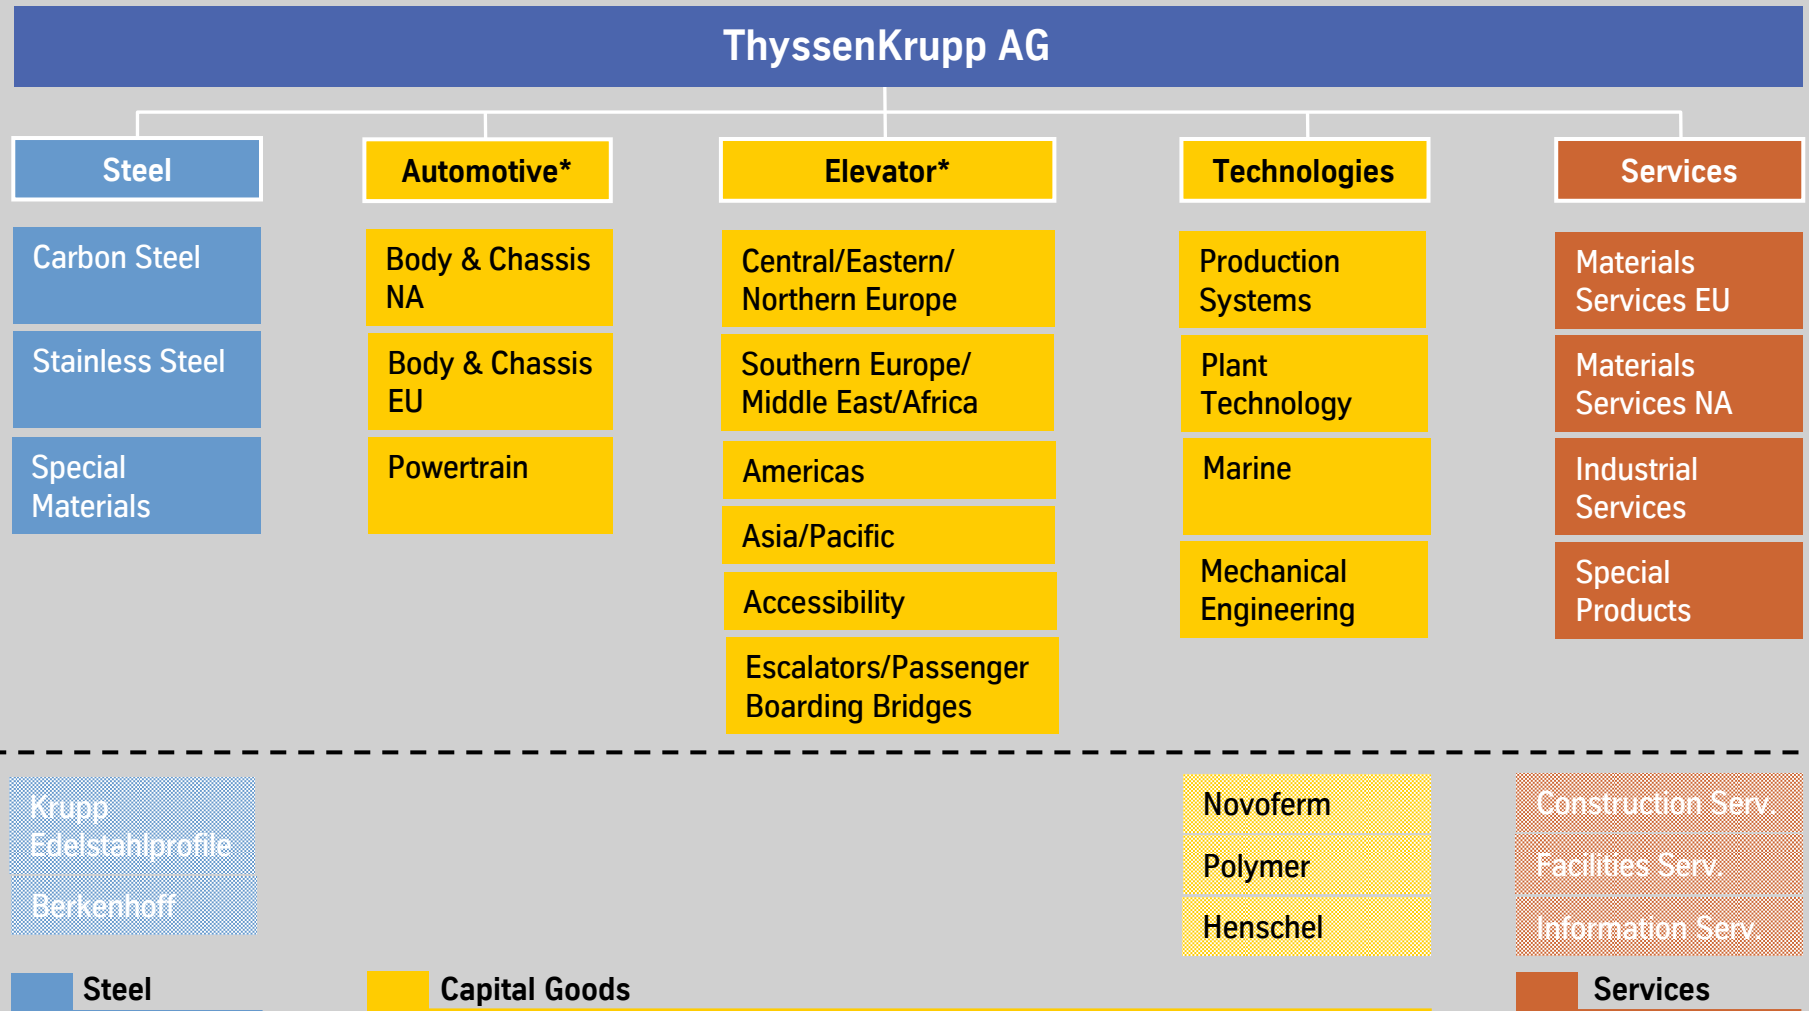 ThyssenKrupp AG
Steel
Automotive*
Elevator*
Technologies
Services
Carbon Steel
Stainless Steel
Special
Materials
Body & Chassis
NA
Body & Chassis
EU
Powertrain
Central/Eastern/
Northern Europe
Southern Europe/
Middle East/Africa
Americas
Asia/Pacific
Accessibility
Escalators/Passenger
Boarding Bridges
Production
Systems
Plant
Technology
Marine
Mechanical
Engineering
Materials
Services EU
Materials
Services NA
Industrial
Services
Special
Products
Krupp
Edelstahlprofile
Berkenhoff
Novoferm
Polymer
Henschel
Construction Serv.
Facilities Serv.
Information Serv.
Steel
Capital Goods
Services